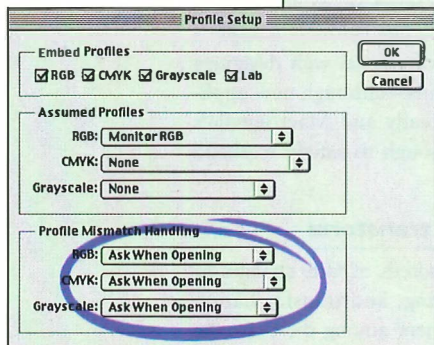 Profile Setup
Embed Profiles
RGB CMYK Grayscale Lab
OK
Cancel
Assumed Profiles
RGB: Monitor RGB
CMYK: None
Grayscale: None
Profile Mismatch Handling
RGB: Ask When Opening
CMYK: Ask When Opening
Grayscale: Ask When Opening